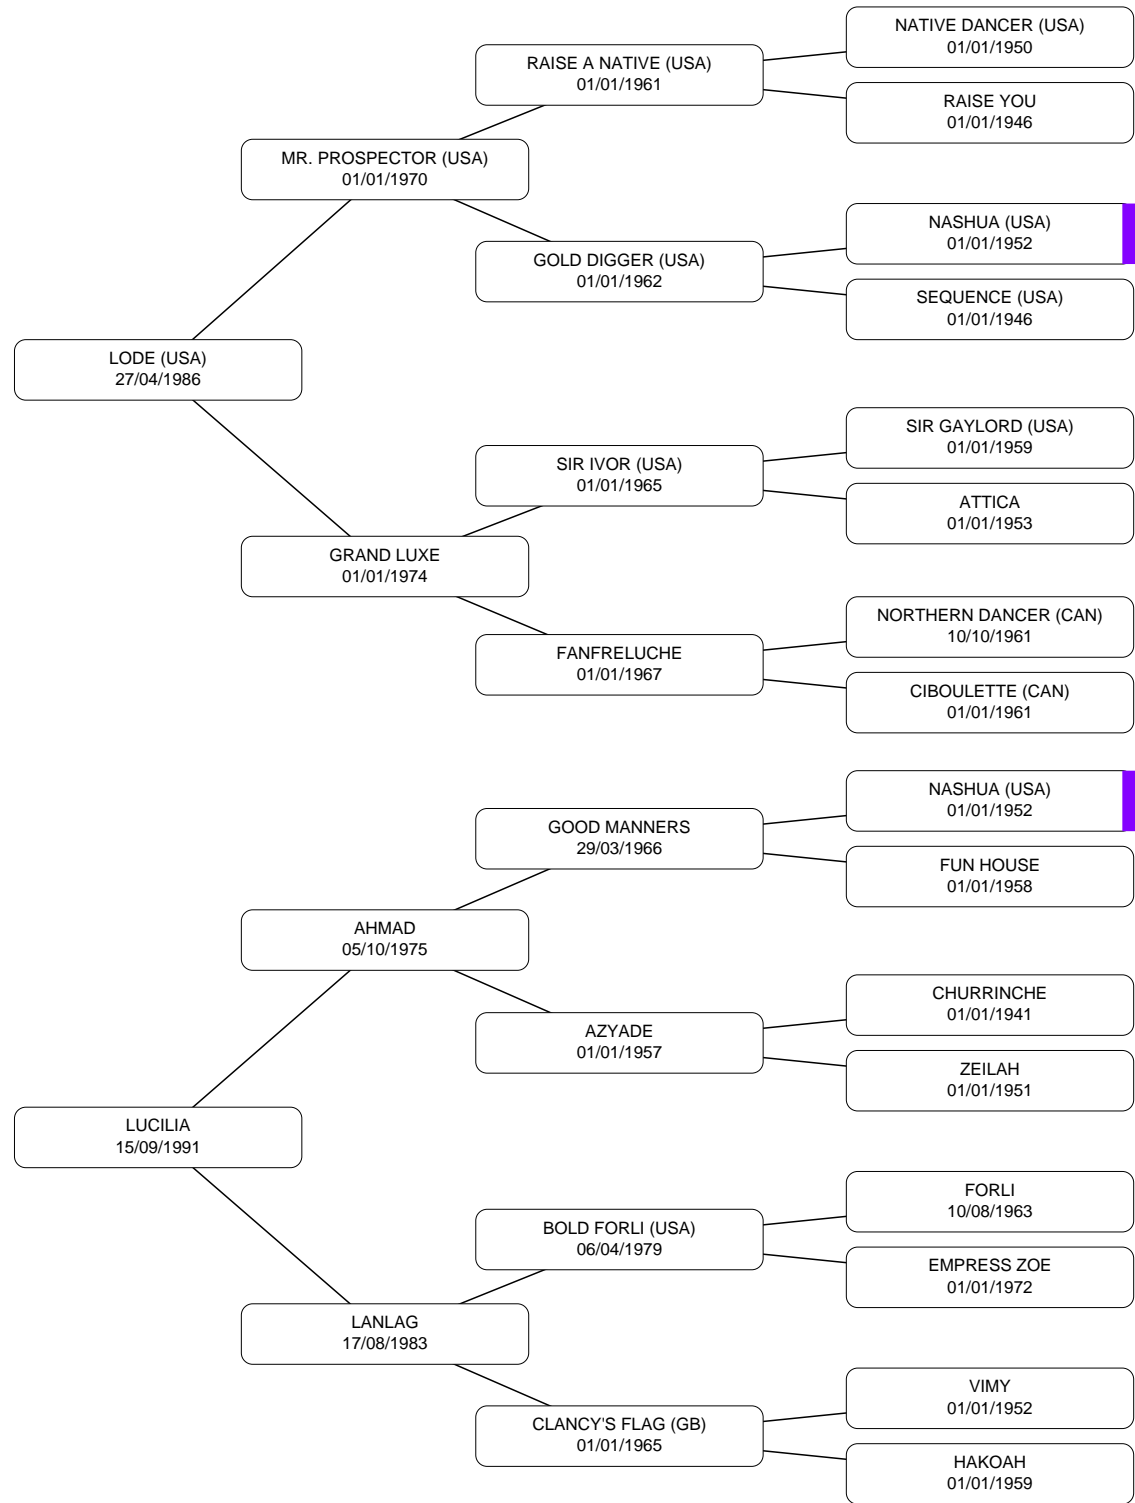 NATIVE DANCER (USA)
01/01/1950
RAISE A NATIVE (USA)
01/01/1961
RAISE YOU
01/01/1946
MR. PROSPECTOR (USA)
01/01/1970
NASHUA (USA)
01/01/1952
GOLD DIGGER (USA)
01/01/1962
SEQUENCE (USA)
01/01/1946
LODE (USA)
27/04/1986
SIR GAYLORD (USA)
01/01/1959
SIR IVOR (USA)
01/01/1965
ATTICA
01/01/1953
GRAND LUXE
01/01/1974
NORTHERN DANCER (CAN)
10/10/1961
FANFRELUCHE
01/01/1967
CIBOULETTE (CAN)
01/01/1961
NASHUA (USA)
01/01/1952
GOOD MANNERS
29/03/1966
FUN HOUSE
01/01/1958
AHMAD
05/10/1975
CHURRINCHE
01/01/1941
AZYADE
01/01/1957
ZEILAH
01/01/1951
LUCILIA
15/09/1991
FORLI
10/08/1963
BOLD FORLI (USA)
06/04/1979
EMPRESS ZOE
01/01/1972
LANLAG
17/08/1983
VIMY
01/01/1952
CLANCY'S FLAG (GB)
01/01/1965
HAKOAH
01/01/1959